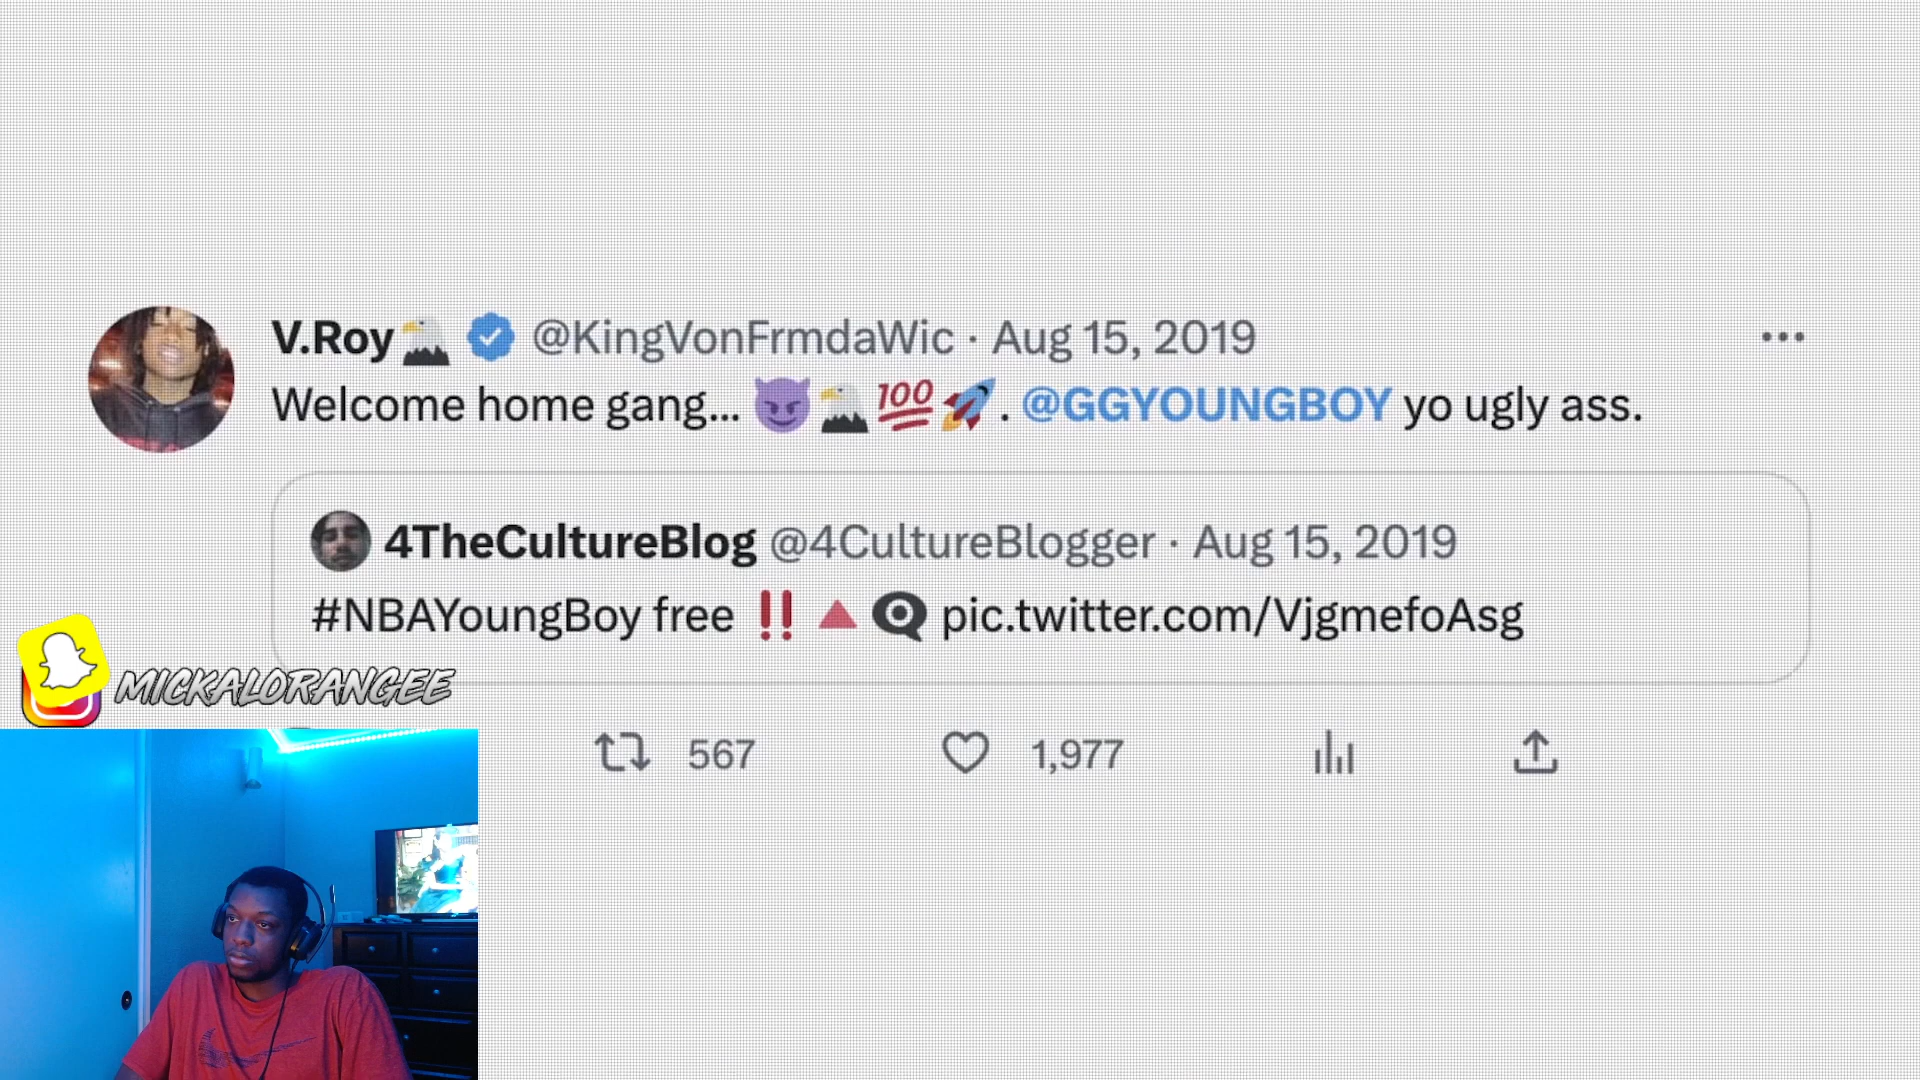 V.Roy🦅 @KingVonFrmdaWic · Aug 15, 2019
Welcome home gang... 😈🦅💯🚀. @GGYOUNGBOY yo ugly ass.
4TheCultureBlog @4CultureBlogger · Aug 15, 2019
#NBAYoungBoy free ‼️🔺👁️‍🗨️ pic.twitter.com/VjgmefoAsg
MICKALORANGEE
567 1,977